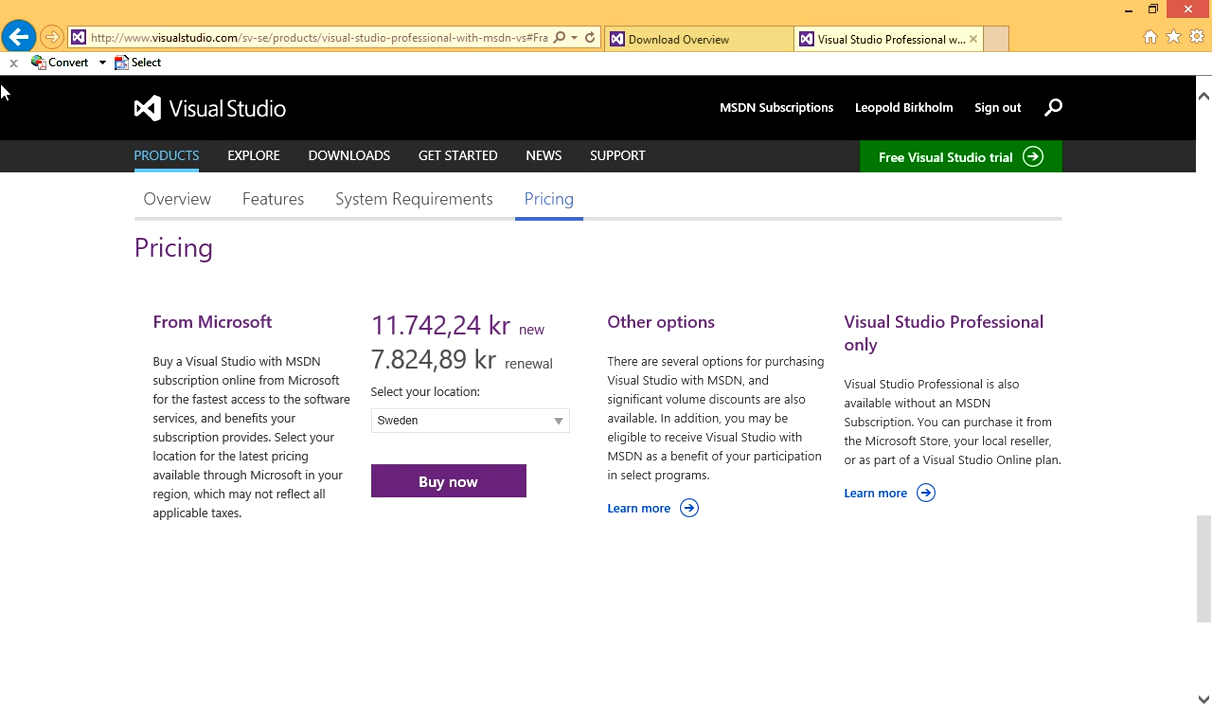 http://www.visualstudio.com/sv-se/products/visual-studio-professional-with-msdn-vs#Fra
Download Overview
Visual Studio Professional w...
Convert
Select
Visual Studio
MSDN Subscriptions
Leopold Birkholm
Sign out
PRODUCTS
EXPLORE
DOWNLOADS
GET STARTED
NEWS
SUPPORT
Free Visual Studio trial
Overview
Features
System Requirements
Pricing
Pricing
From Microsoft
Buy a Visual Studio with MSDN
subscription online from Microsoft
for the fastest access to the software
services, and benefits your
subscription provides. Select your
location for the latest pricing
available through Microsoft in your
region, which may not reflect all
applicable taxes.
11.742,24 kr new
7.824,89 kr renewal
Select your location:
Sweden
Buy now
Other options
There are several options for purchasing
Visual Studio with MSDN, and
significant volume discounts are also
available. In addition, you may be
eligible to receive Visual Studio with
MSDN as a benefit of your participation
in select programs.
Learn more
Visual Studio Professional
only
Visual Studio Professional is also
available without an MSDN
Subscription. You can purchase it from
the Microsoft Store, your local reseller,
or as part of a Visual Studio Online plan.
Learn more